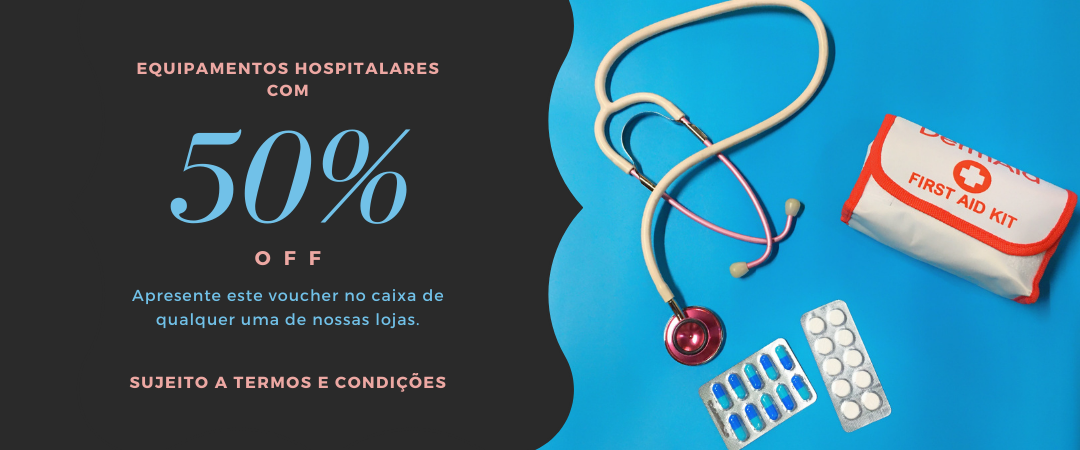 EQUIPAMENTOS HOSPITALARES
COM
50%
OFF
Apresente este voucher no caixa de
qualquer uma de nossas lojas.
SUJEITO A TERMOS E CONDIÇÕES
DermAid
FIRST AID KIT